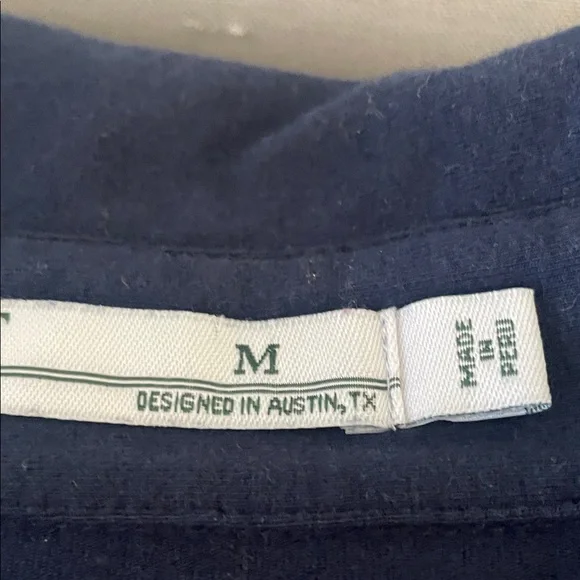 M
DESIGNED IN AUSTIN, TX
MADE
IN
PERU